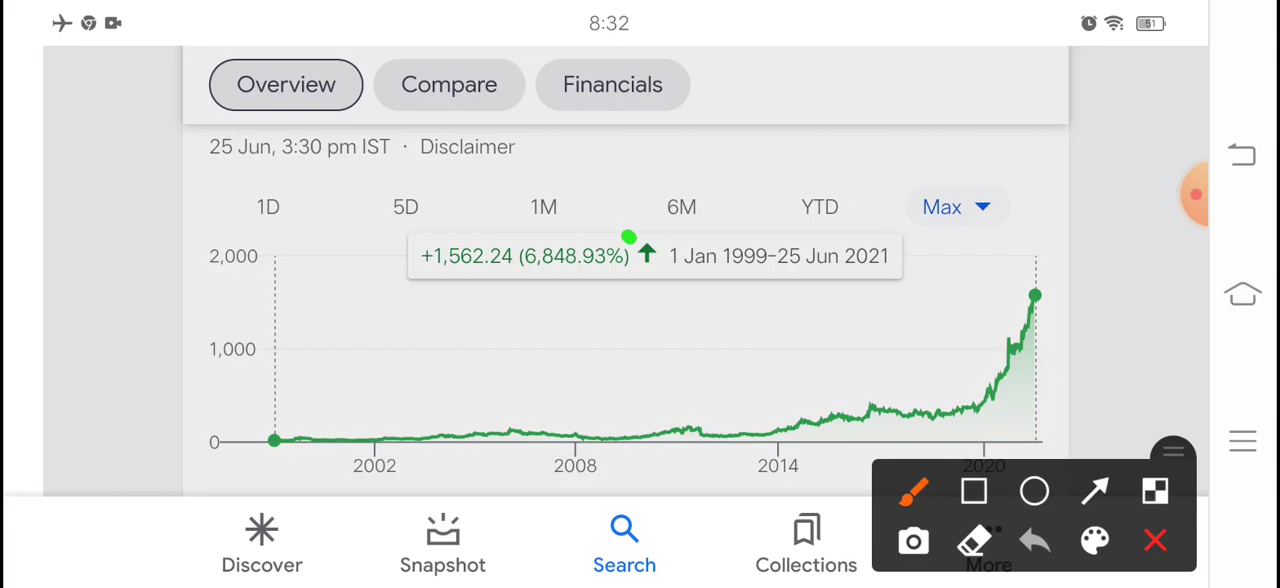 8:32
51
Overview Compare Financials
25 Jun, 3:30 pm IST · Disclaimer
1D 5D 1M 6M YTD Max
+1,562.24 (6,848.93%) 1 Jan 1999-25 Jun 2021
2,000
1,000
0
2002 2008 2014 2020
Discover Snapshot Search Collections More